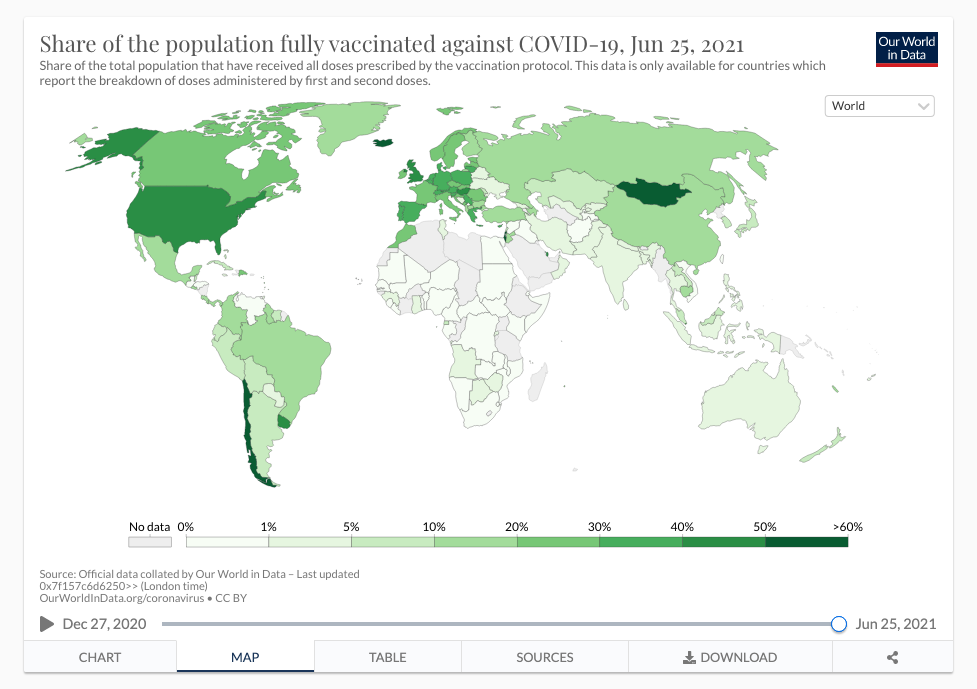 Share of the population fully vaccinated against COVID-19, Jun 25, 2021
Share of the total population that have received all doses prescribed by the vaccination protocol. This data is only available for countries which
report the breakdown of doses administered by first and second doses.
Our World
in Data
World
No data 0% 1% 5% 10% 20% 30% 40% 50% >60%
Source: Official data collated by Our World in Data – Last updated
0x7f157c6d6250>> (London time)
OurWorldInData.org/coronavirus • CC BY
Dec 27, 2020 Jun 25, 2021
CHART MAP TABLE SOURCES DOWNLOAD